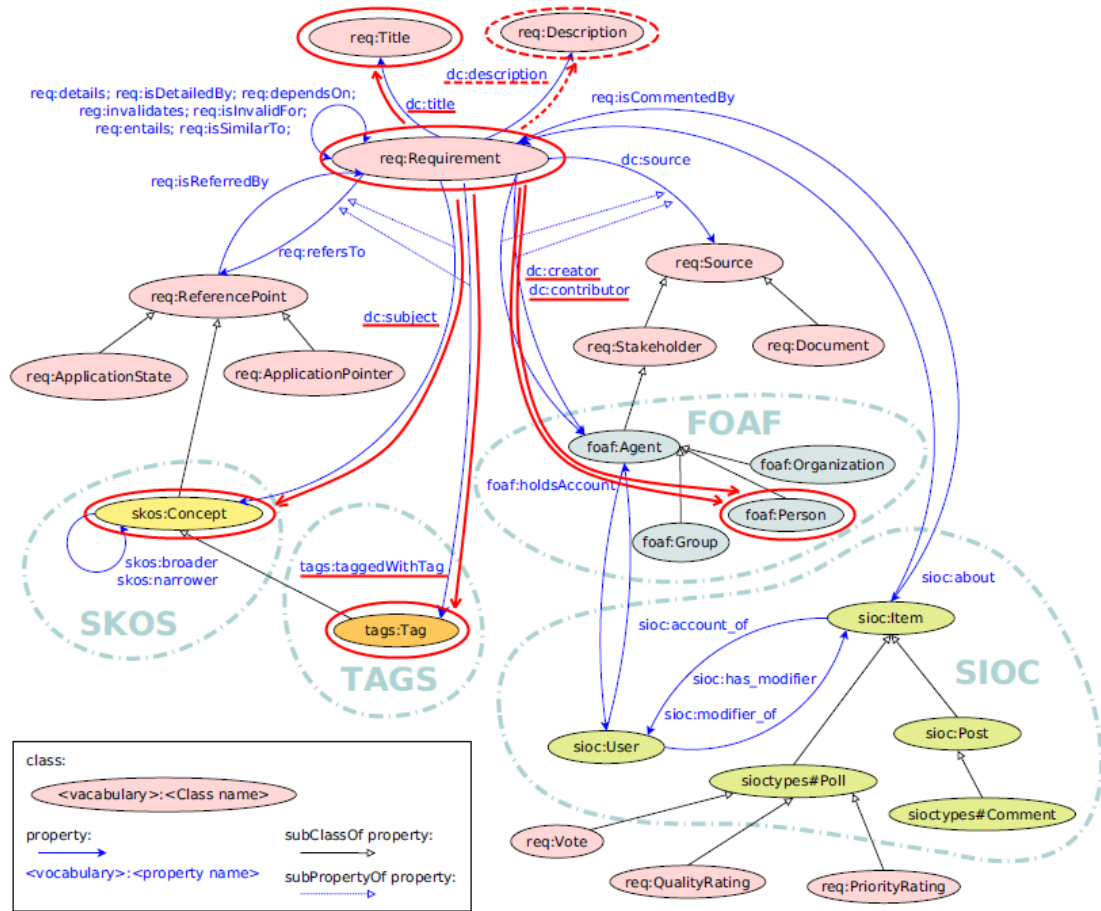 req:Title
req:Description
dc:description
req:details; req:isDetailedBy; req:dependsOn;
req:invalidates; req:isInvalidFor;
req:entails; req:isSimilarTo;
dc:title
req:isCommentedBy
req:Requirement
dc:source
req:isReferredBy
req:refersTo
req:Source
dc:creator
dc:contributor
req:ReferencePoint
dc:subject
req:Stakeholder
req:Document
req:ApplicationState
req:ApplicationPointer
FOAF
foaf:Agent
foaf:Organization
foaf:holdsAccount
skos:Concept
foaf:Person
foaf:Group
skos:broader
skos:narrower
tags:taggedWithTag
sioc:about
SKOS
tags:Tag
sioc:Item
sioc:account_of
TAGS
SIOC
sioc:has_modifier
sioc:modifier_of
sioc:User
sioc:Post
sioctypes#Poll
sioctypes#Comment
req:Vote
req:QualityRating
req:PriorityRating
class:
<vacabulary>:<Class name>
property:
subClassOf property:
<vocabulary>:<property name>
subPropertyOf property: